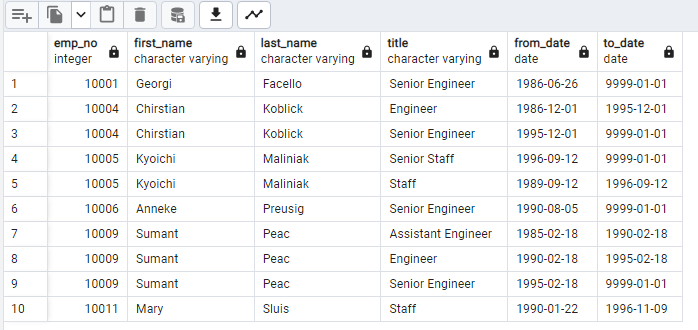 emp_no first_name last_name title from_date to_date
integer character varying character varying character varying date date
1 10001 Georgi Facello Senior Engineer 1986-06-26 9999-01-01
2 10004 Chirstian Koblick Engineer 1986-12-01 1995-12-01
3 10004 Chirstian Koblick Senior Engineer 1995-12-01 9999-01-01
4 10005 Kyoichi Maliniak Senior Staff 1996-09-12 9999-01-01
5 10005 Kyoichi Maliniak Staff 1989-09-12 1996-09-12
6 10006 Anneke Preusig Senior Engineer 1990-08-05 9999-01-01
7 10009 Sumant Peac Assistant Engineer 1985-02-18 1990-02-18
8 10009 Sumant Peac Engineer 1990-02-18 1995-02-18
9 10009 Sumant Peac Senior Engineer 1995-02-18 9999-01-01
10 10011 Mary Sluis Staff 1990-01-22 1996-11-09